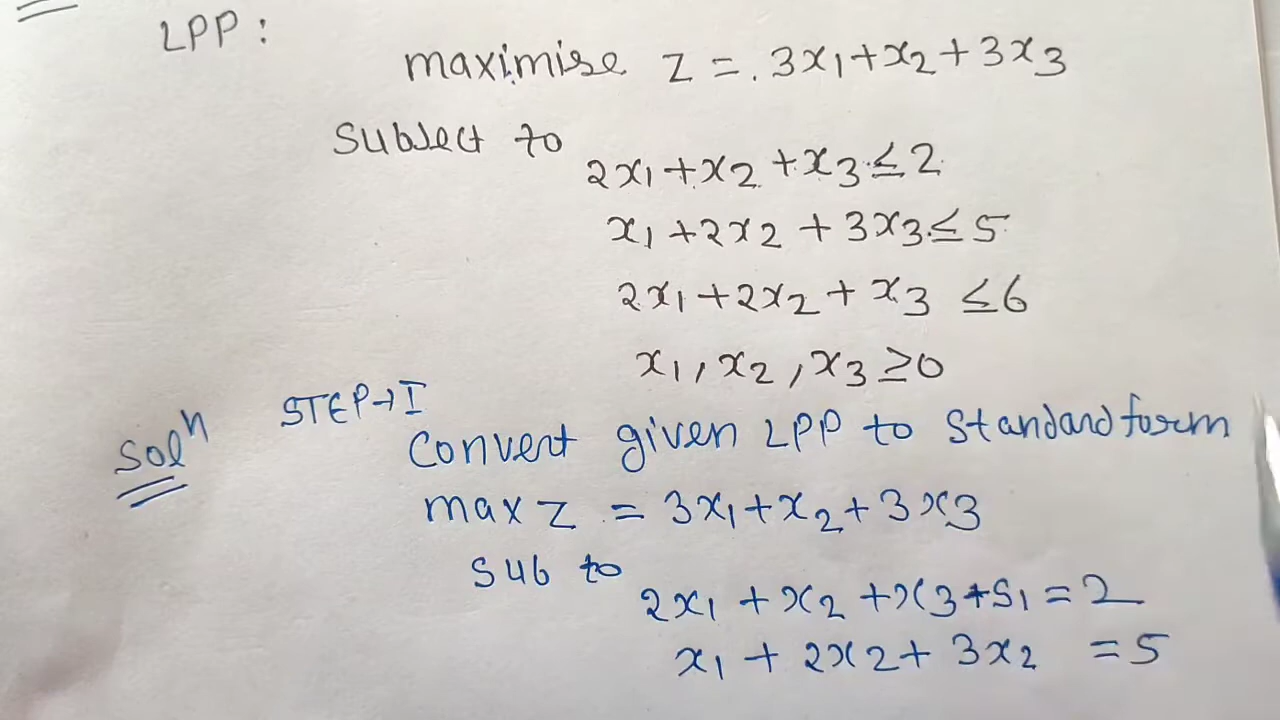 LPP:
maximise z = 3x₁+x₂+3x₃
Subject to
2x₁+x₂+x₃≤2
x₁+2x₂+3x₃≤5
2x₁+2x₂+x₃ ≤6
x₁,x₂,x₃≥0
Solⁿ STEP→I
Convert given LPP to standard form
max z = 3x₁+x₂+3x₃
sub to
2x₁+x₂+x₃+S₁=2
x₁+2x₂+3x₂ =5